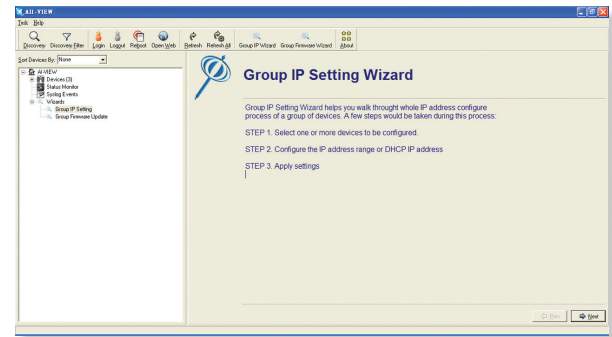 AII-VIEW
Task Help
Discovery Discovery Filter Login Logout Reboot Open Web Refresh Refresh All Group IP Wizard Group Firmware Wizard About
Sort Devices By: None
AI-VIEW
Devices (3)
Status Monitor
Syslog Events
Wizards
Group IP Setting
Group Firmware Update
Group IP Setting Wizard
Group IP Setting Wizard helps you walk throught whole IP address configure
process of a group of devices. A few steps would be taken during this process:
STEP 1. Select one or more devices to be configured.
STEP 2. Configure the IP address range or DHCP IP address
STEP 3. Apply settings
Prev Next